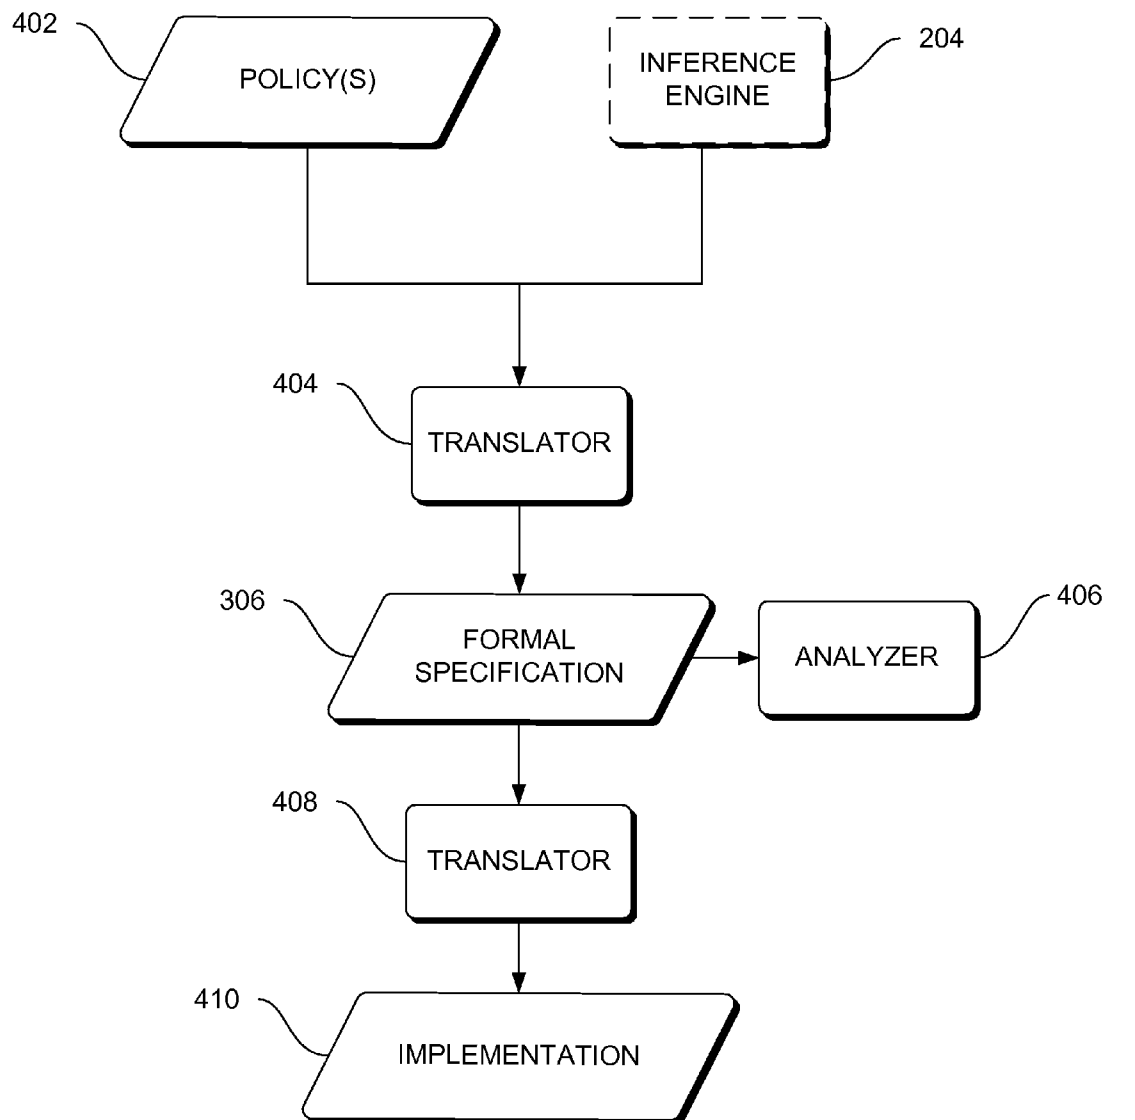 402
POLICY(S)
INFERENCE
ENGINE
204
404
TRANSLATOR
306
FORMAL
SPECIFICATION
ANALYZER
406
408
TRANSLATOR
410
IMPLEMENTATION